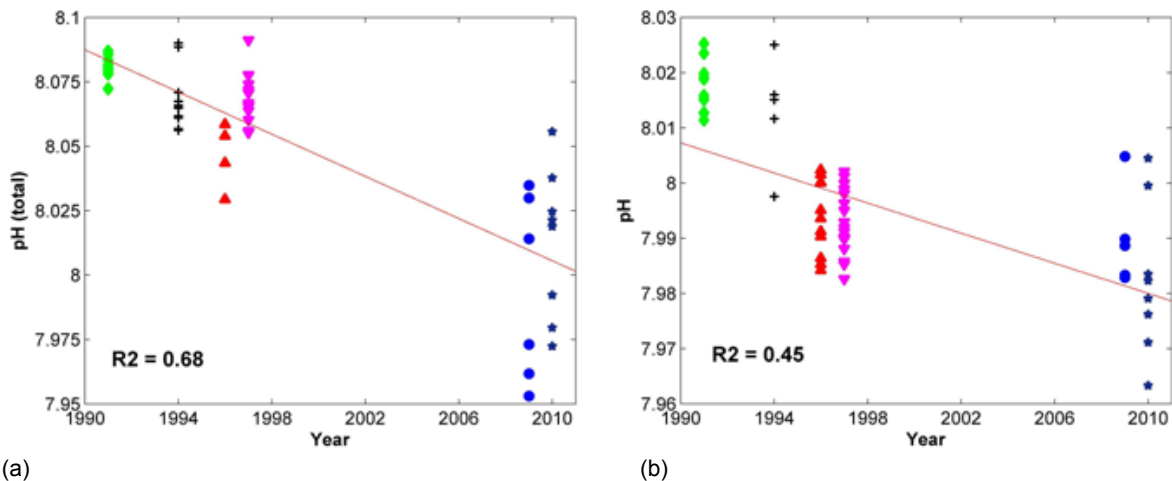 8.1
8.075
8.05
8.025
8
7.975
7.95
pH (total)
R2 = 0.68
1990 1994 1998 2002 2006 2010
Year
(a)
8.03
8.02
8.01
8
7.99
7.98
7.97
7.96
pH
R2 = 0.45
1990 1994 1998 2002 2006 2010
Year
(b)